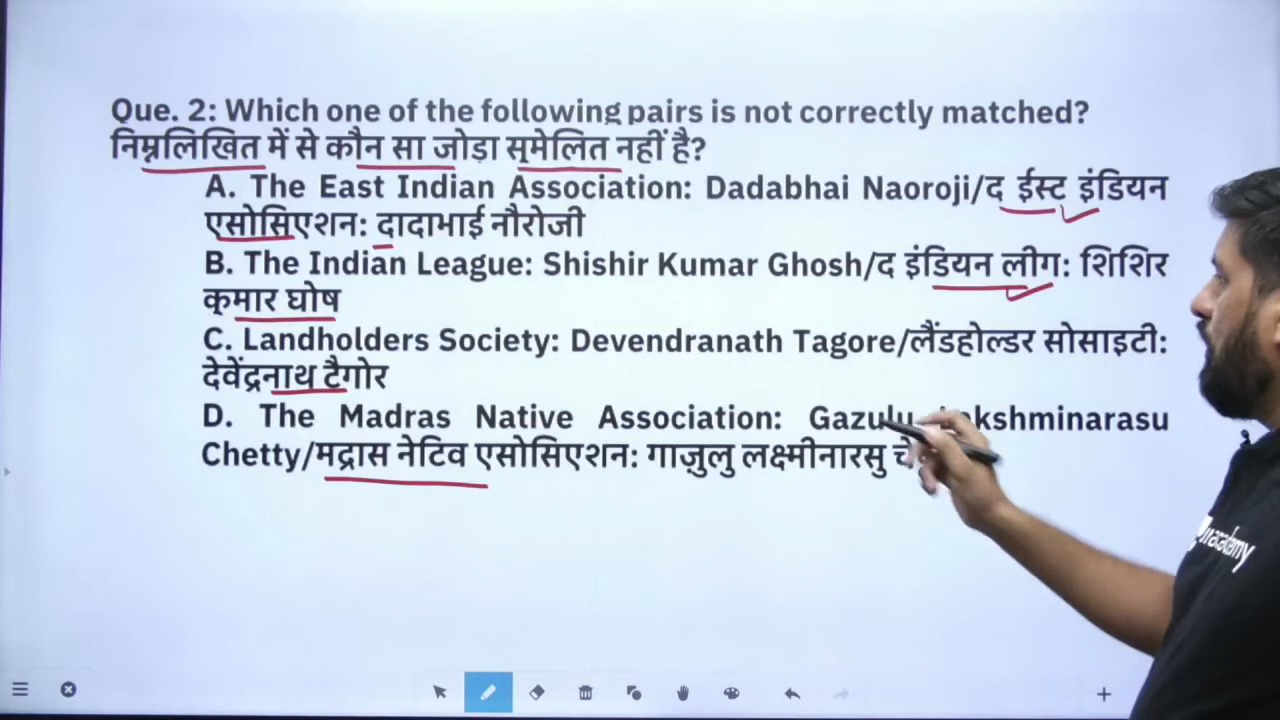 Que. 2: Which one of the following pairs is not correctly matched?
निम्नलिखित में से कौन सा जोड़ा सुमेलित नहीं है?
A. The East Indian Association: Dadabhai Naoroji/द ईस्ट इंडियन
एसोसिएशन: दादाभाई नौरोजी
B. The Indian League: Shishir Kumar Ghosh/द इंडियन लीग: शिशिर
कुमार घोष
C. Landholders Society: Devendranath Tagore/लैंडहोल्डर सोसाइटी:
देवेंद्रनाथ टैगोर
D. The Madras Native Association: Gazulu
Chetty/मद्रास नेटिव एसोसिएशन: गाज़ुलु लक्ष्मीनारसु